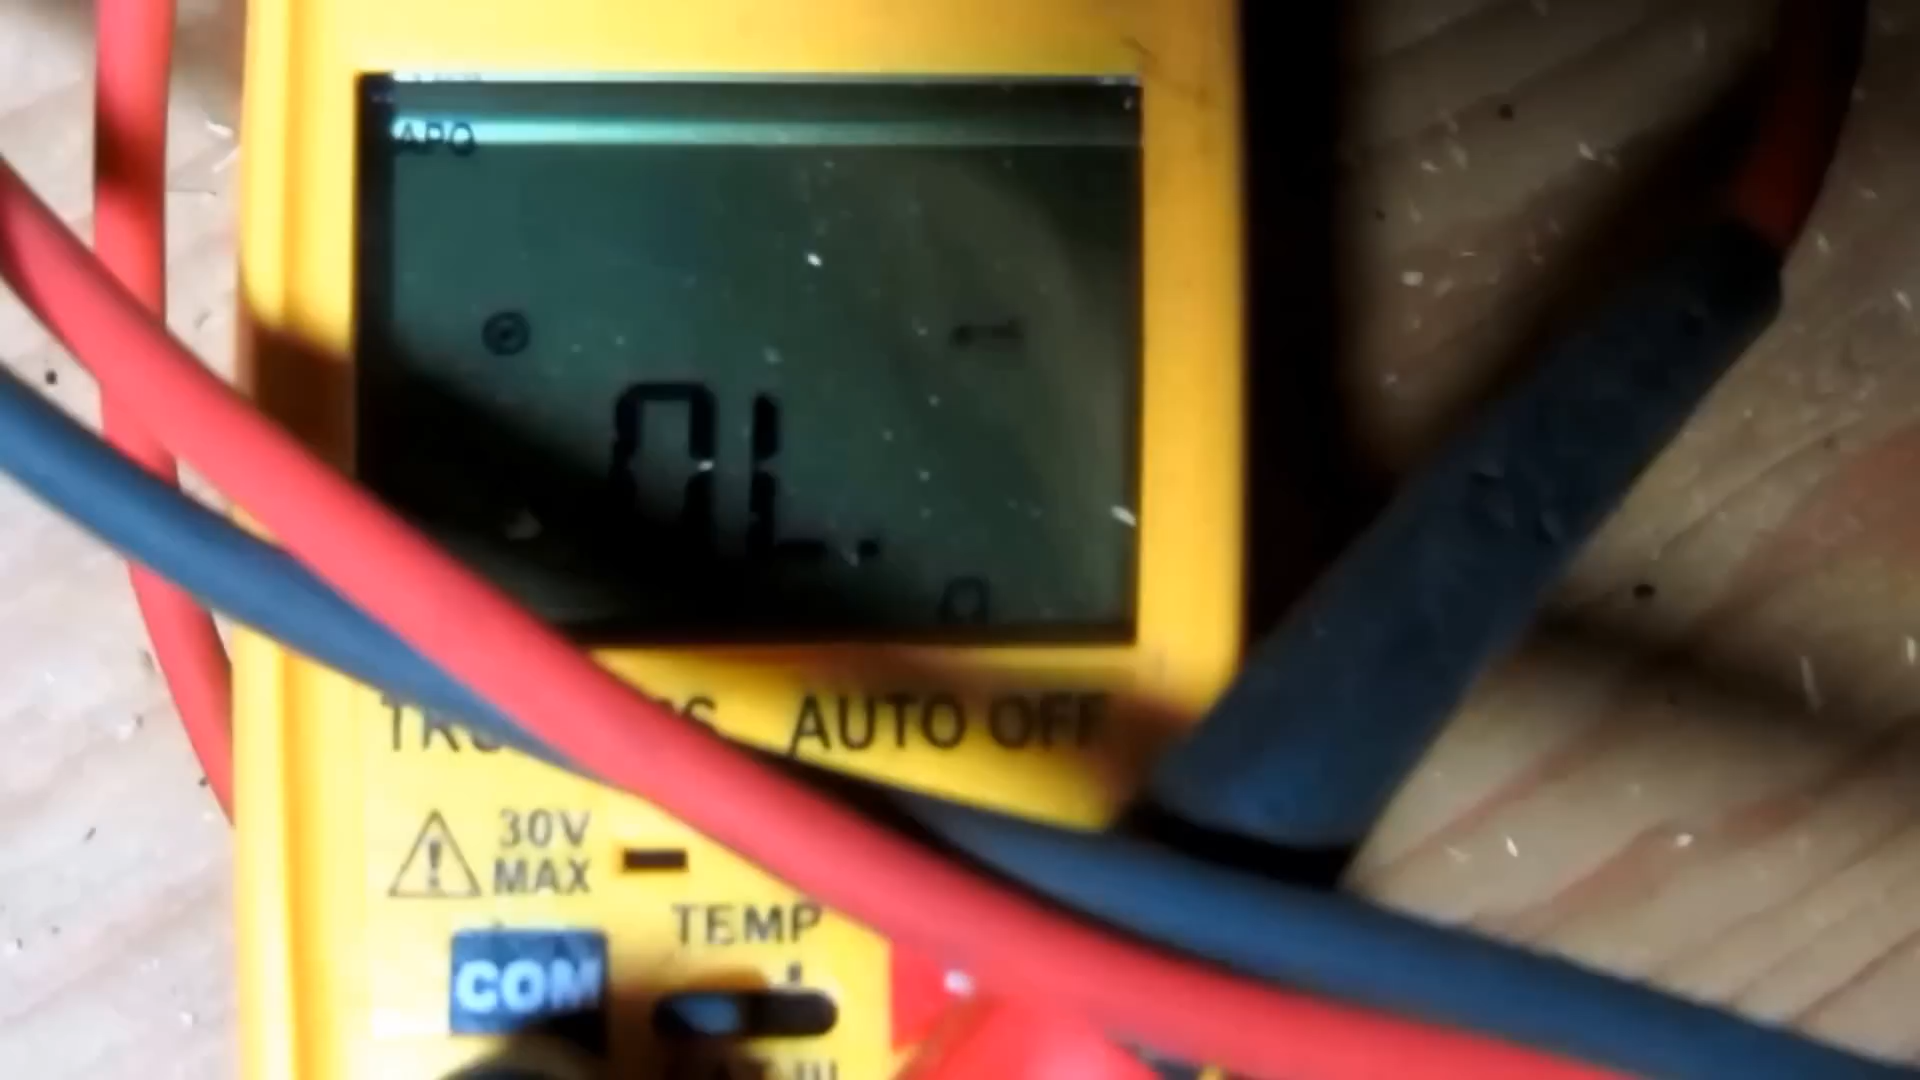 APO
OL.
Ω
AUTO OFF
30V
MAX
TEMP
COM